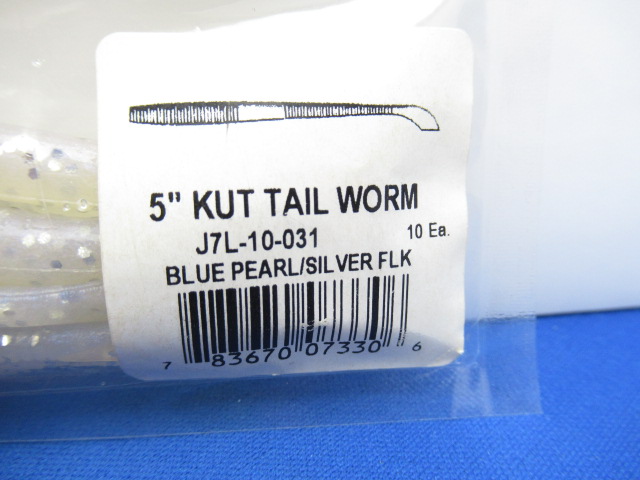 5" KUT TAIL WORM
J7L-10-031 10 Ea.
BLUE PEARL/SILVER FLK
7 83670 07330 6